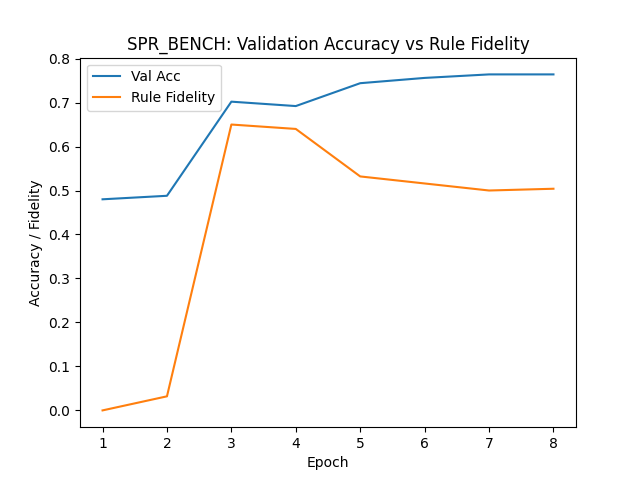 SPR_BENCH: Validation Accuracy vs Rule Fidelity
Val Acc
Rule Fidelity
Accuracy / Fidelity
0.8
0.7
0.6
0.5
0.4
0.3
0.2
0.1
0.0
1 2 3 4 5 6 7 8
Epoch